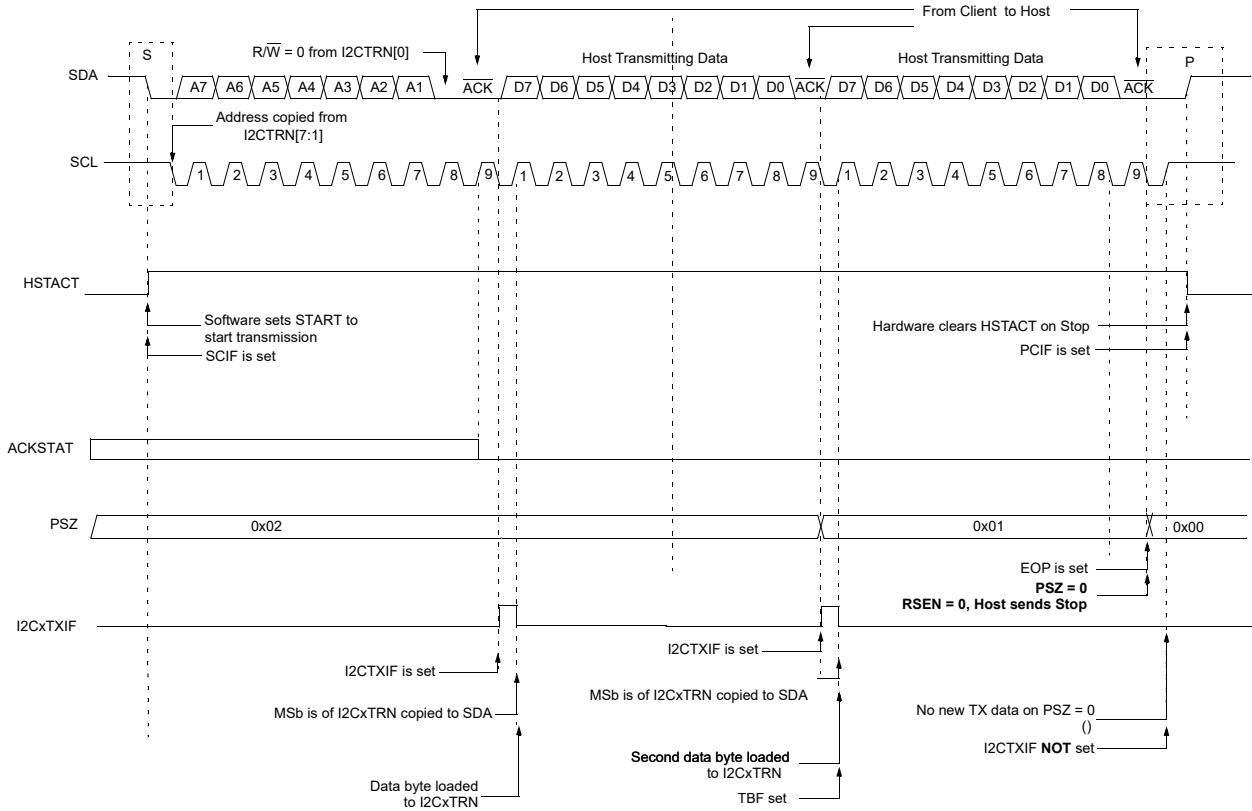 From Client to Host
S
R/W = 0 from I2CTRN[0]
Host Transmitting Data
Host Transmitting Data
P
SDA
A7 A6 A5 A4 A3 A2 A1 ACK D7 D6 D5 D4 D3 D2 D1 D0 ACK D7 D6 D5 D4 D3 D2 D1 D0 ACK
Address copied from
I2CTRN[7:1]
SCL
1 2 3 4 5 6 7 8 9 1 2 3 4 5 6 7 8 9 1 2 3 4 5 6 7 8 9
HSTACT
Software sets START to
start transmission
SCIF is set
Hardware clears HSTACT on Stop
PCIF is set
ACKSTAT
PSZ
0x02
0x01
0x00
EOP is set
PSZ = 0
RSEN = 0, Host sends Stop
I2CxTXIF
I2CTXIF is set
I2CTXIF is set
MSb is of I2CxTRN copied to SDA
MSb is of I2CxTRN copied to SDA
No new TX data on PSZ = 0
()
I2CTXIF NOT set
Second data byte loaded
to I2CxTRN
Data byte loaded
to I2CxTRN
TBF set